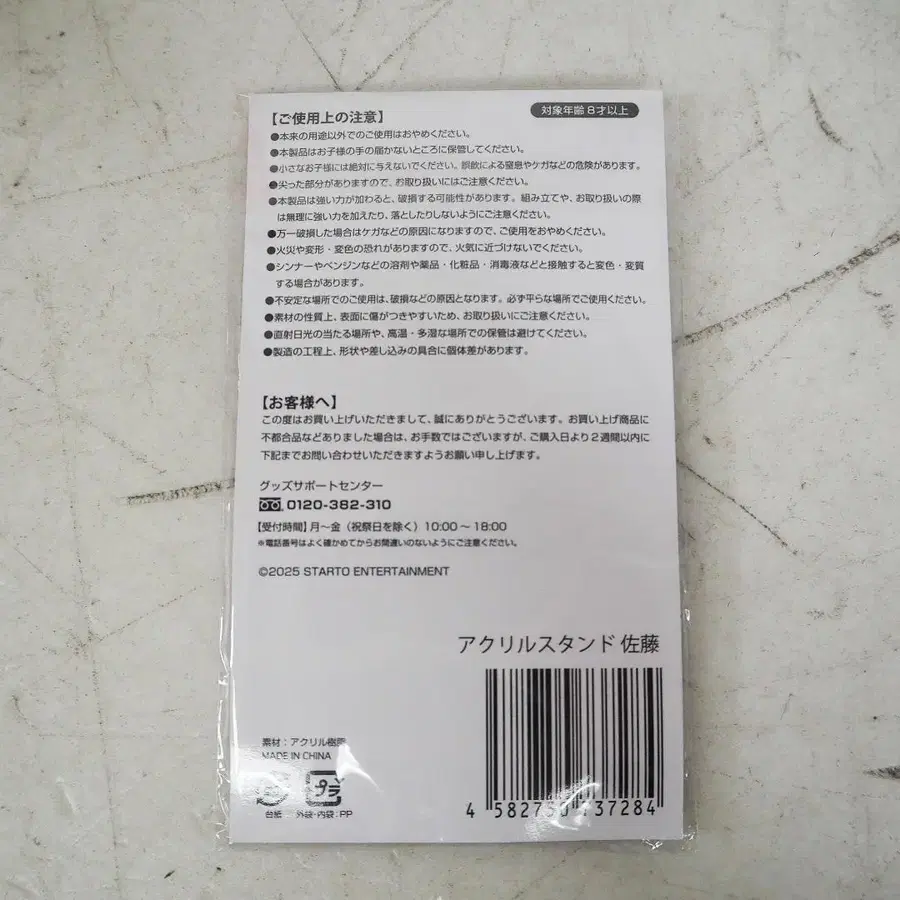 【ご使用上の注意】
対象年齢 8才以上
●本来の用途以外でのご使用はおやめください。
●本製品はお子様の手の届かないところに保管してください。
●小さなお子様には絶対に与えないでください。誤飲による窒息やケガなどの危険があります。
●尖った部分がありますので、お取り扱いにはご注意ください。
●本製品は強い力が加わると、破損する可能性があります。組み立てや、お取り扱いの際
は無理に強い力を加えたり、落としたりしないようにご注意ください。
●万一破損した場合はケガなどの原因になりますので、ご使用をおやめください。
●火災や変形・変色の恐れがありますので、火気に近づけないでください。
●シンナーやベンジンなどの溶剤や薬品・化粧品・消毒液などと接触すると変色・変質
する場合があります。
●不安定な場所でのご使用は、破損などの原因となります。必ず平らな場所でご使用ください。
●素材の性質上、表面に傷がつきやすいため、お取り扱いにご注意ください。
●直射日光の当たる場所や、高温・多湿な場所での保管は避けてください。
●製造の工程上、形状や差し込みの具合に個体差があります。
【お客様へ】
この度はお買い上げいただきまして、誠にありがとうございます。お買い上げ商品に
不都合品などありました場合は、お手数ではございますが、ご購入日より2週間以内に
下記までお問い合わせいただきますようお願い申し上げます。
グッズサポートセンター
0120-382-310
【受付時間】月〜金（祝祭日を除く）10:00〜18:00
※電話番号はよく確かめてからお間違いのないようにご注意ください。
©2025 STARTO ENTERTAINMENT
アクリルスタンド 佐藤
素材：アクリル樹脂
MADE IN CHINA
プラ
台紙 外袋・内袋:PP